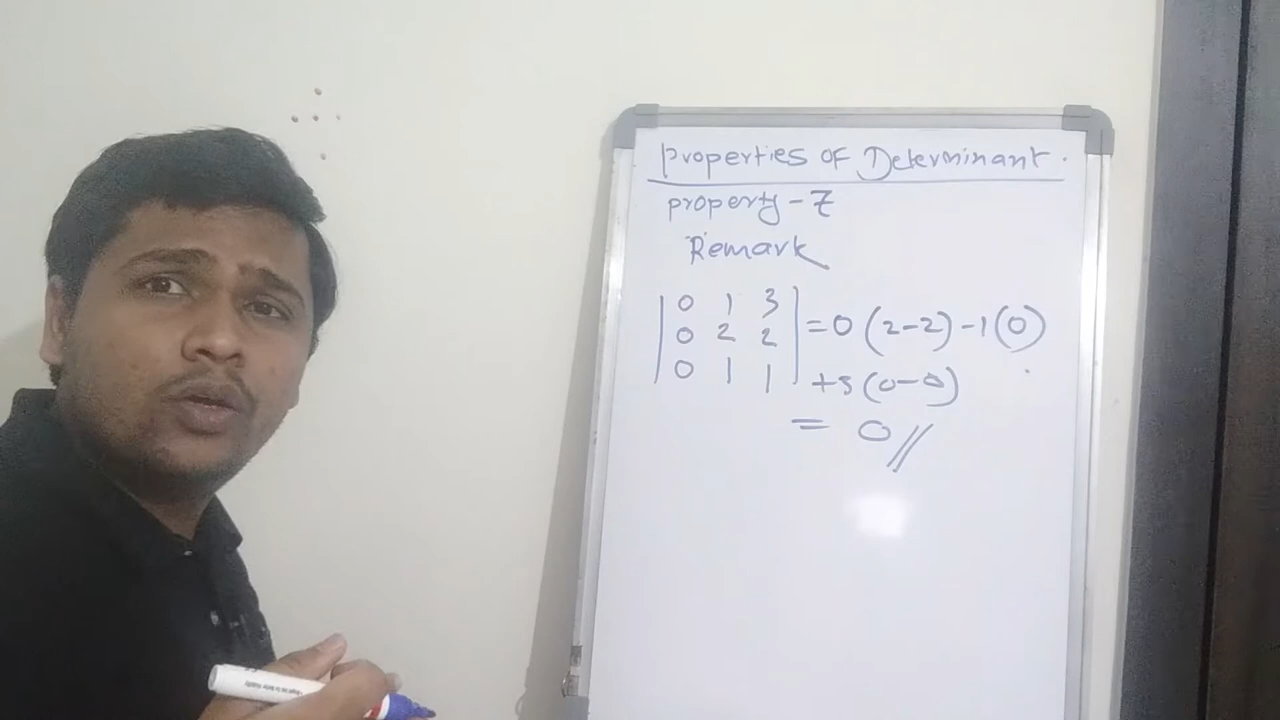 Properties of Determinant.
property-7
Remark
| 0 1 3 | = 0 (2-2) -1 (0)
| 0 2 2 |
| 0 1 1 | +3 (0-0)
= 0 //